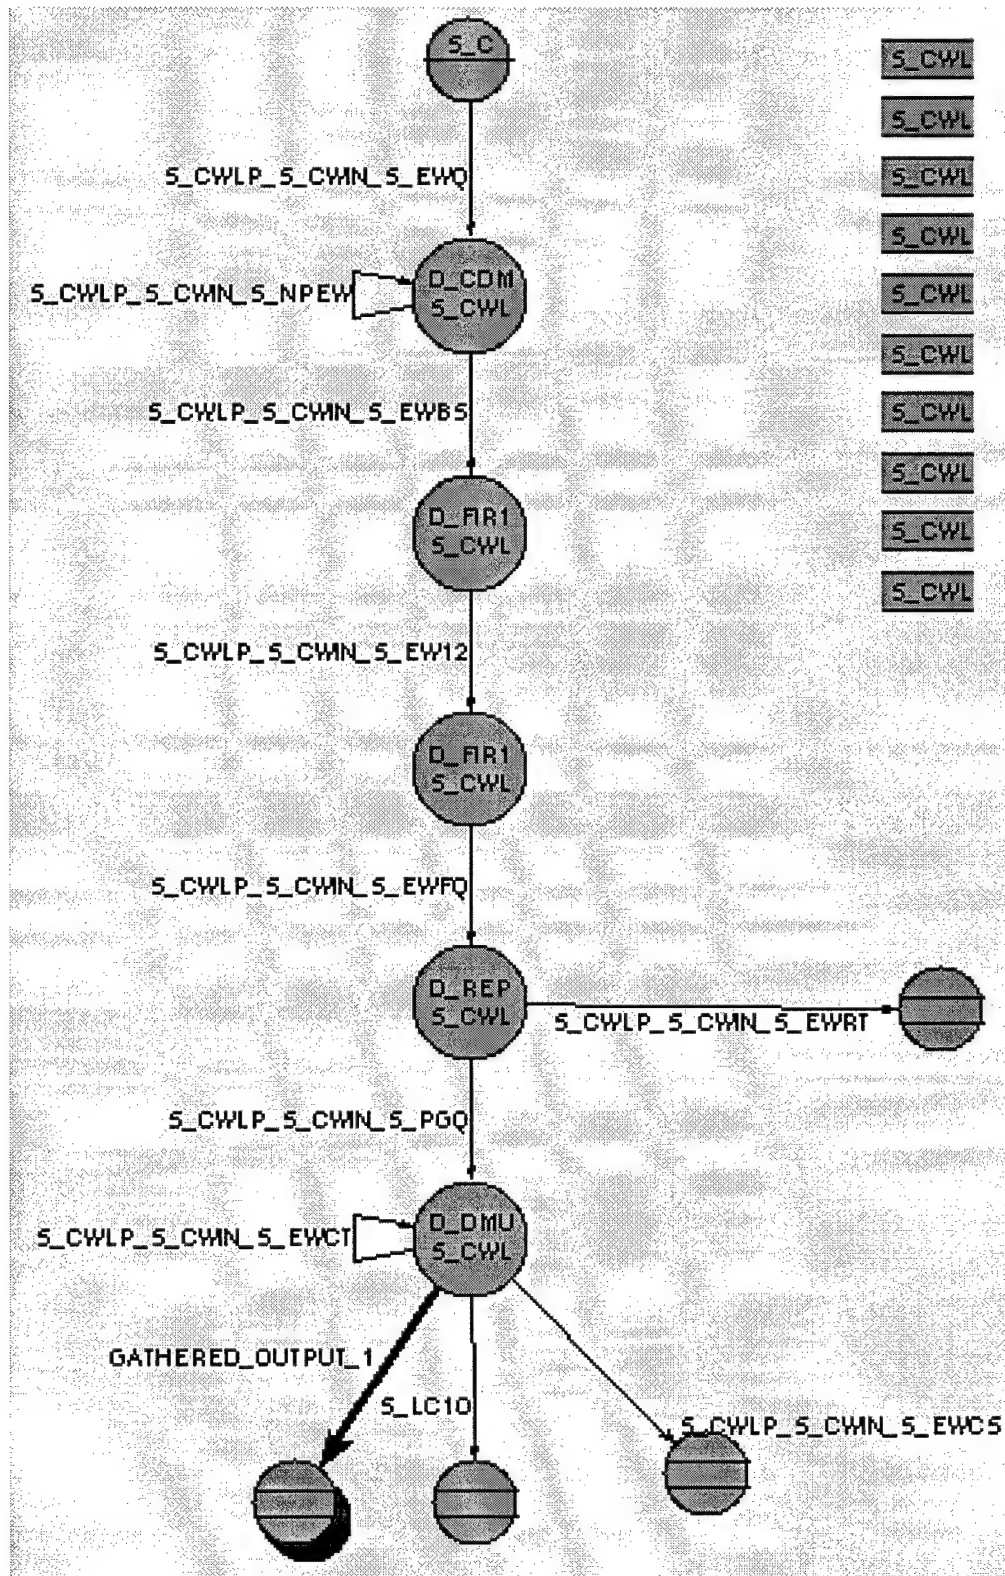 S_C
S_CWL
S_CWL
S_CWLP_S_CWIN_S_EWQ
S_CWL
S_CWL
D_CDM
S_CWL
S_CWLP_S_CWIN_S_NPEW
S_CWL
S_CWL
S_CWLP_S_CWIN_S_EWBS
S_CWL
S_CWL
D_FIR1
S_CWL
S_CWL
S_CWL
S_CWLP_S_CWIN_S_EW12
D_FIR1
S_CWL
S_CWLP_S_CWIN_S_EWFQ
D_REP
S_CWL
S_CWLP_S_CWIN_S_EWRT
S_CWLP_S_CWIN_S_PGQ
D_DMU
S_CWL
S_CWLP_S_CWIN_S_EWCT
GATHERED_OUTPUT_1
S_LC10
S_CWLP_S_CWIN_S_EWCS